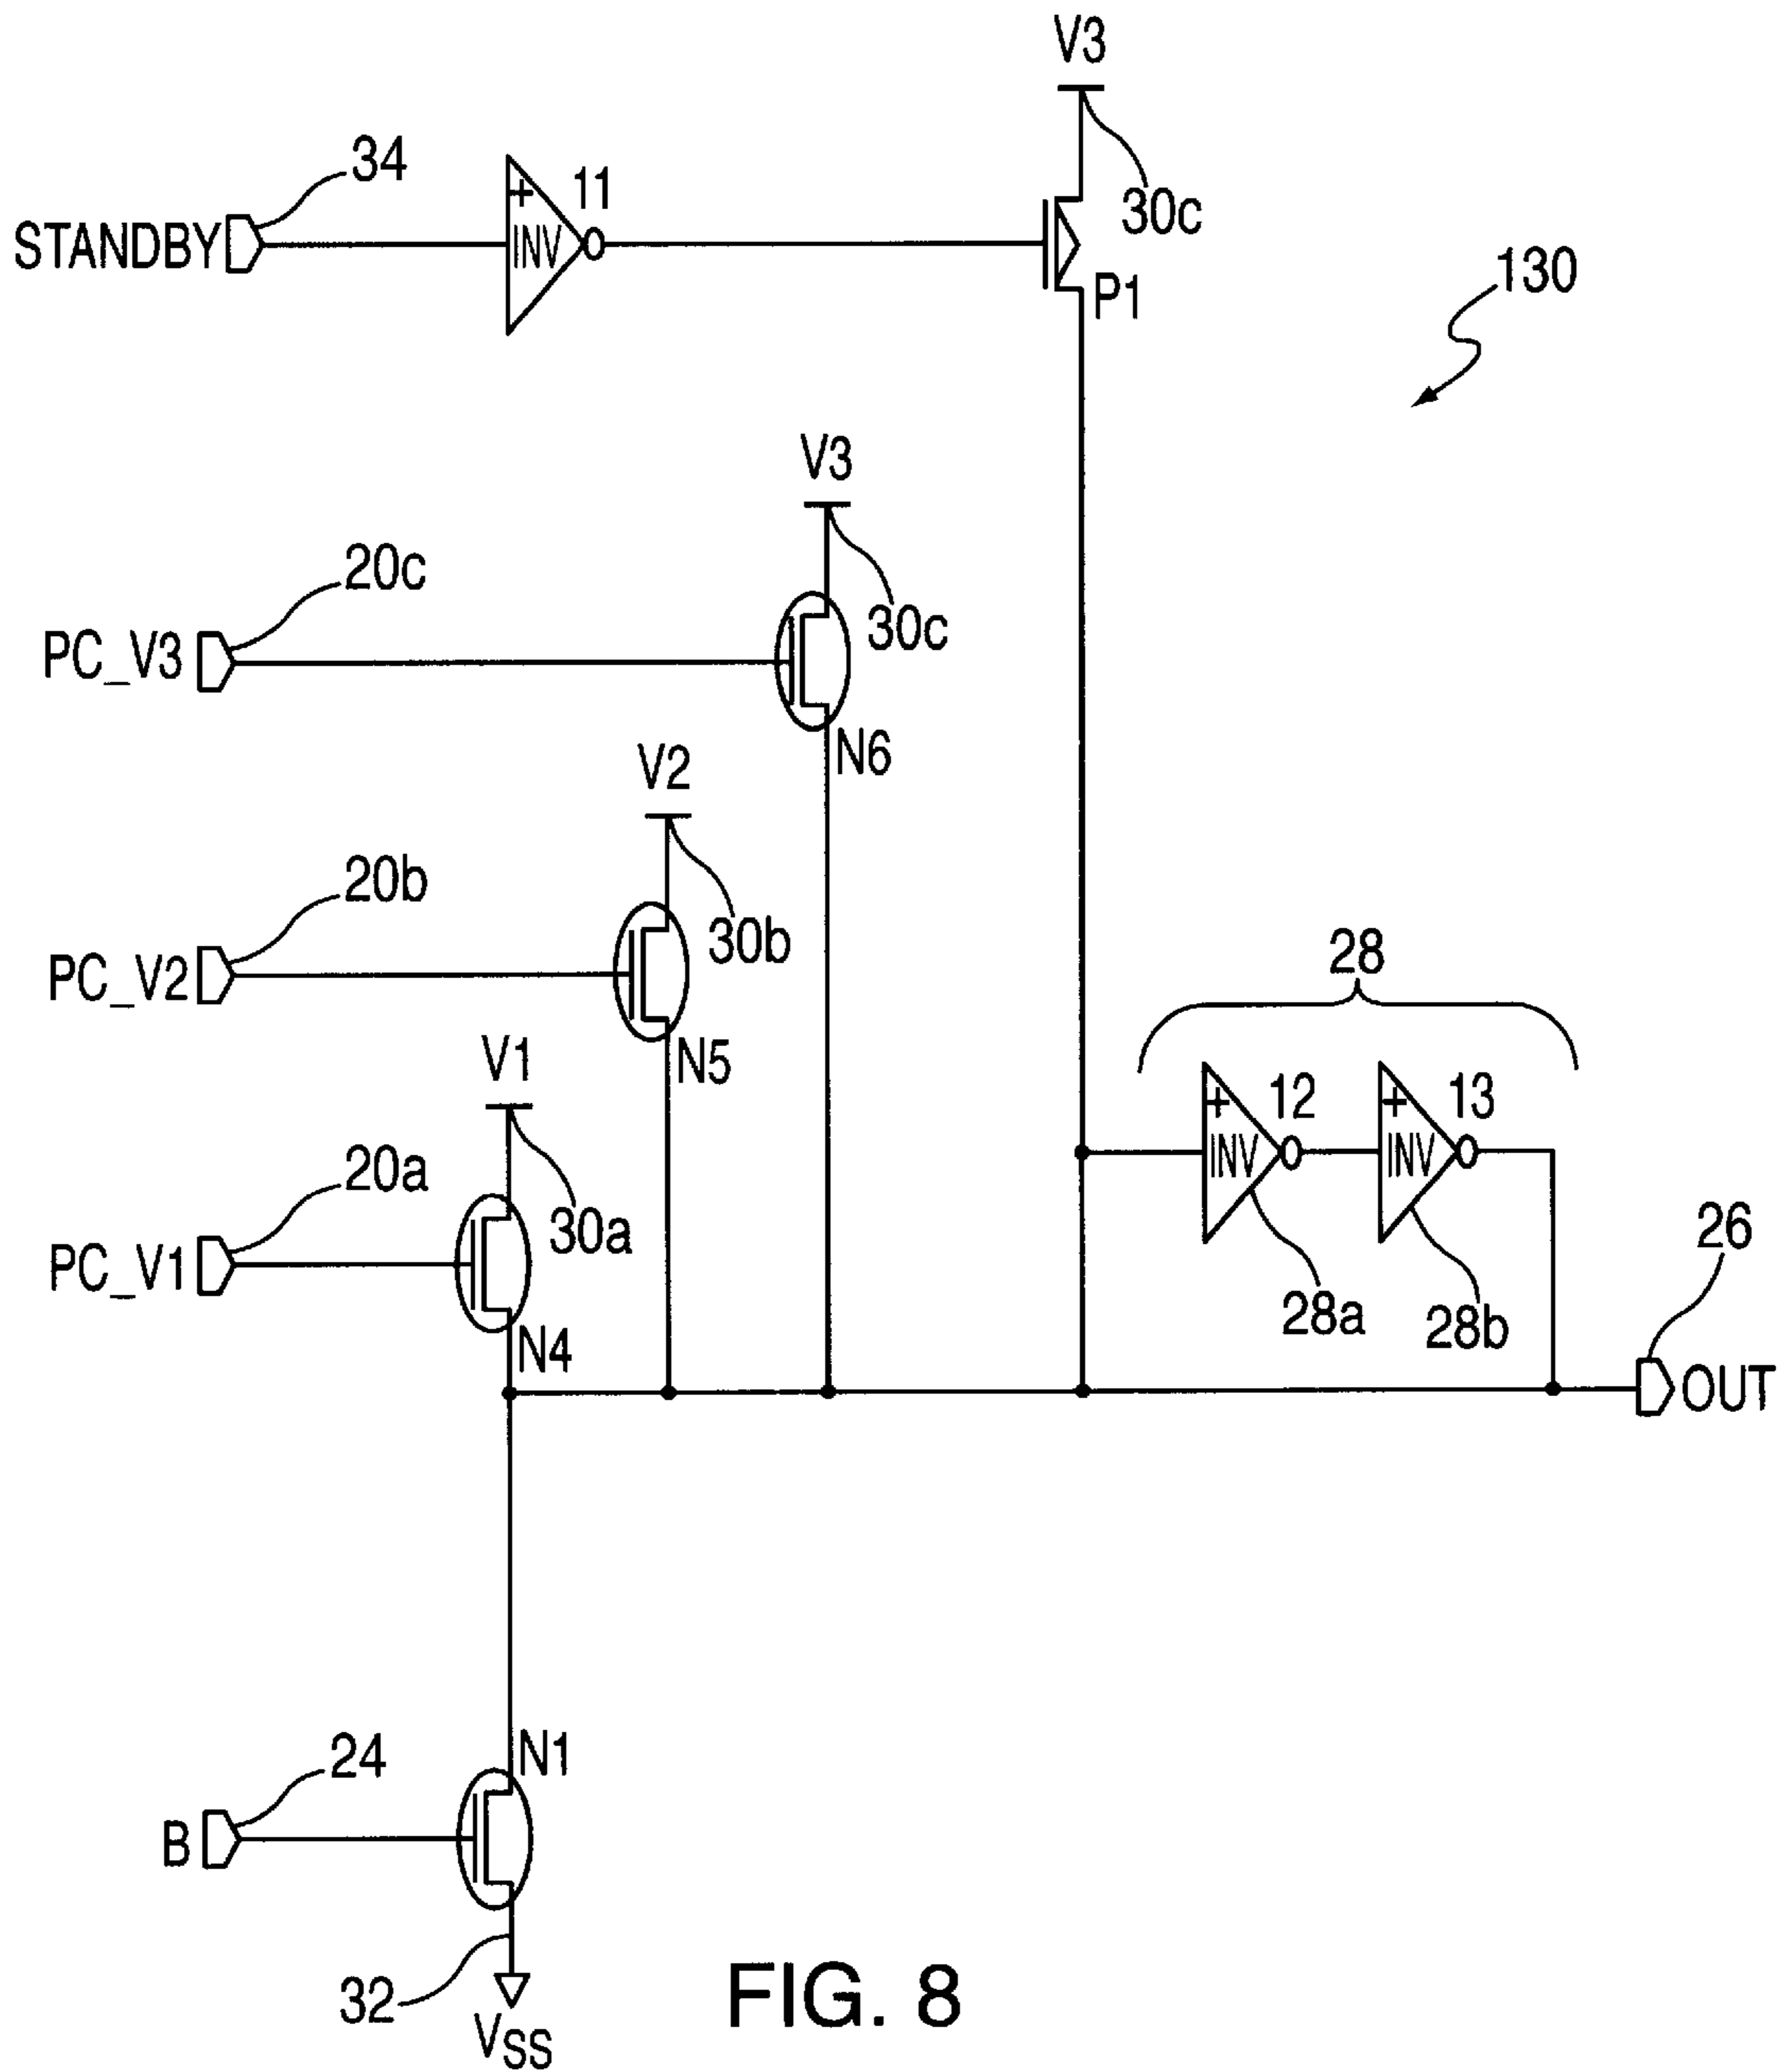 V3
34
11
STANDBY
+
INV
30c
P1
130
V3
20c
PC_V3
30c
N6
V2
20b
PC_V2
30b
N5
28
V1
+
INV
12
+
INV
13
20a
PC_V1
30a
N4
28a
28b
26
OUT
N1
24
B
32
VSS
FIG. 8